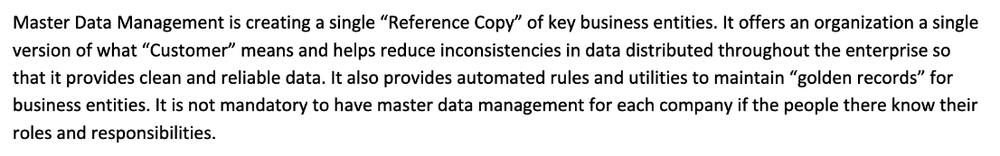 Master Data Management is creating a single “Reference Copy” of key business entities. It offers an organization a single
version of what “Customer” means and helps reduce inconsistencies in data distributed throughout the enterprise so
that it provides clean and reliable data. It also provides automated rules and utilities to maintain “golden records” for
business entities. It is not mandatory to have master data management for each company if the people there know their
roles and responsibilities.